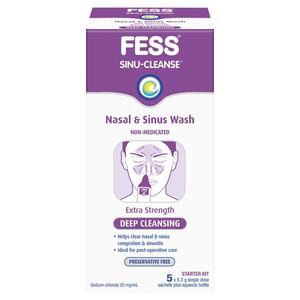 FESS®
SINU-CLEANSE®
Nasal & Sinus Wash
NON-MEDICATED
Extra Strength
DEEP CLEANSING
• Helps clear nasal & sinus
congestion & sinusitis
• Ideal for post-operative care
PRESERVATIVE FREE
STARTER KIT
5 x 6.3 g single dose
sachets plus squeeze bottle
Sodium chloride 20 mg/mL